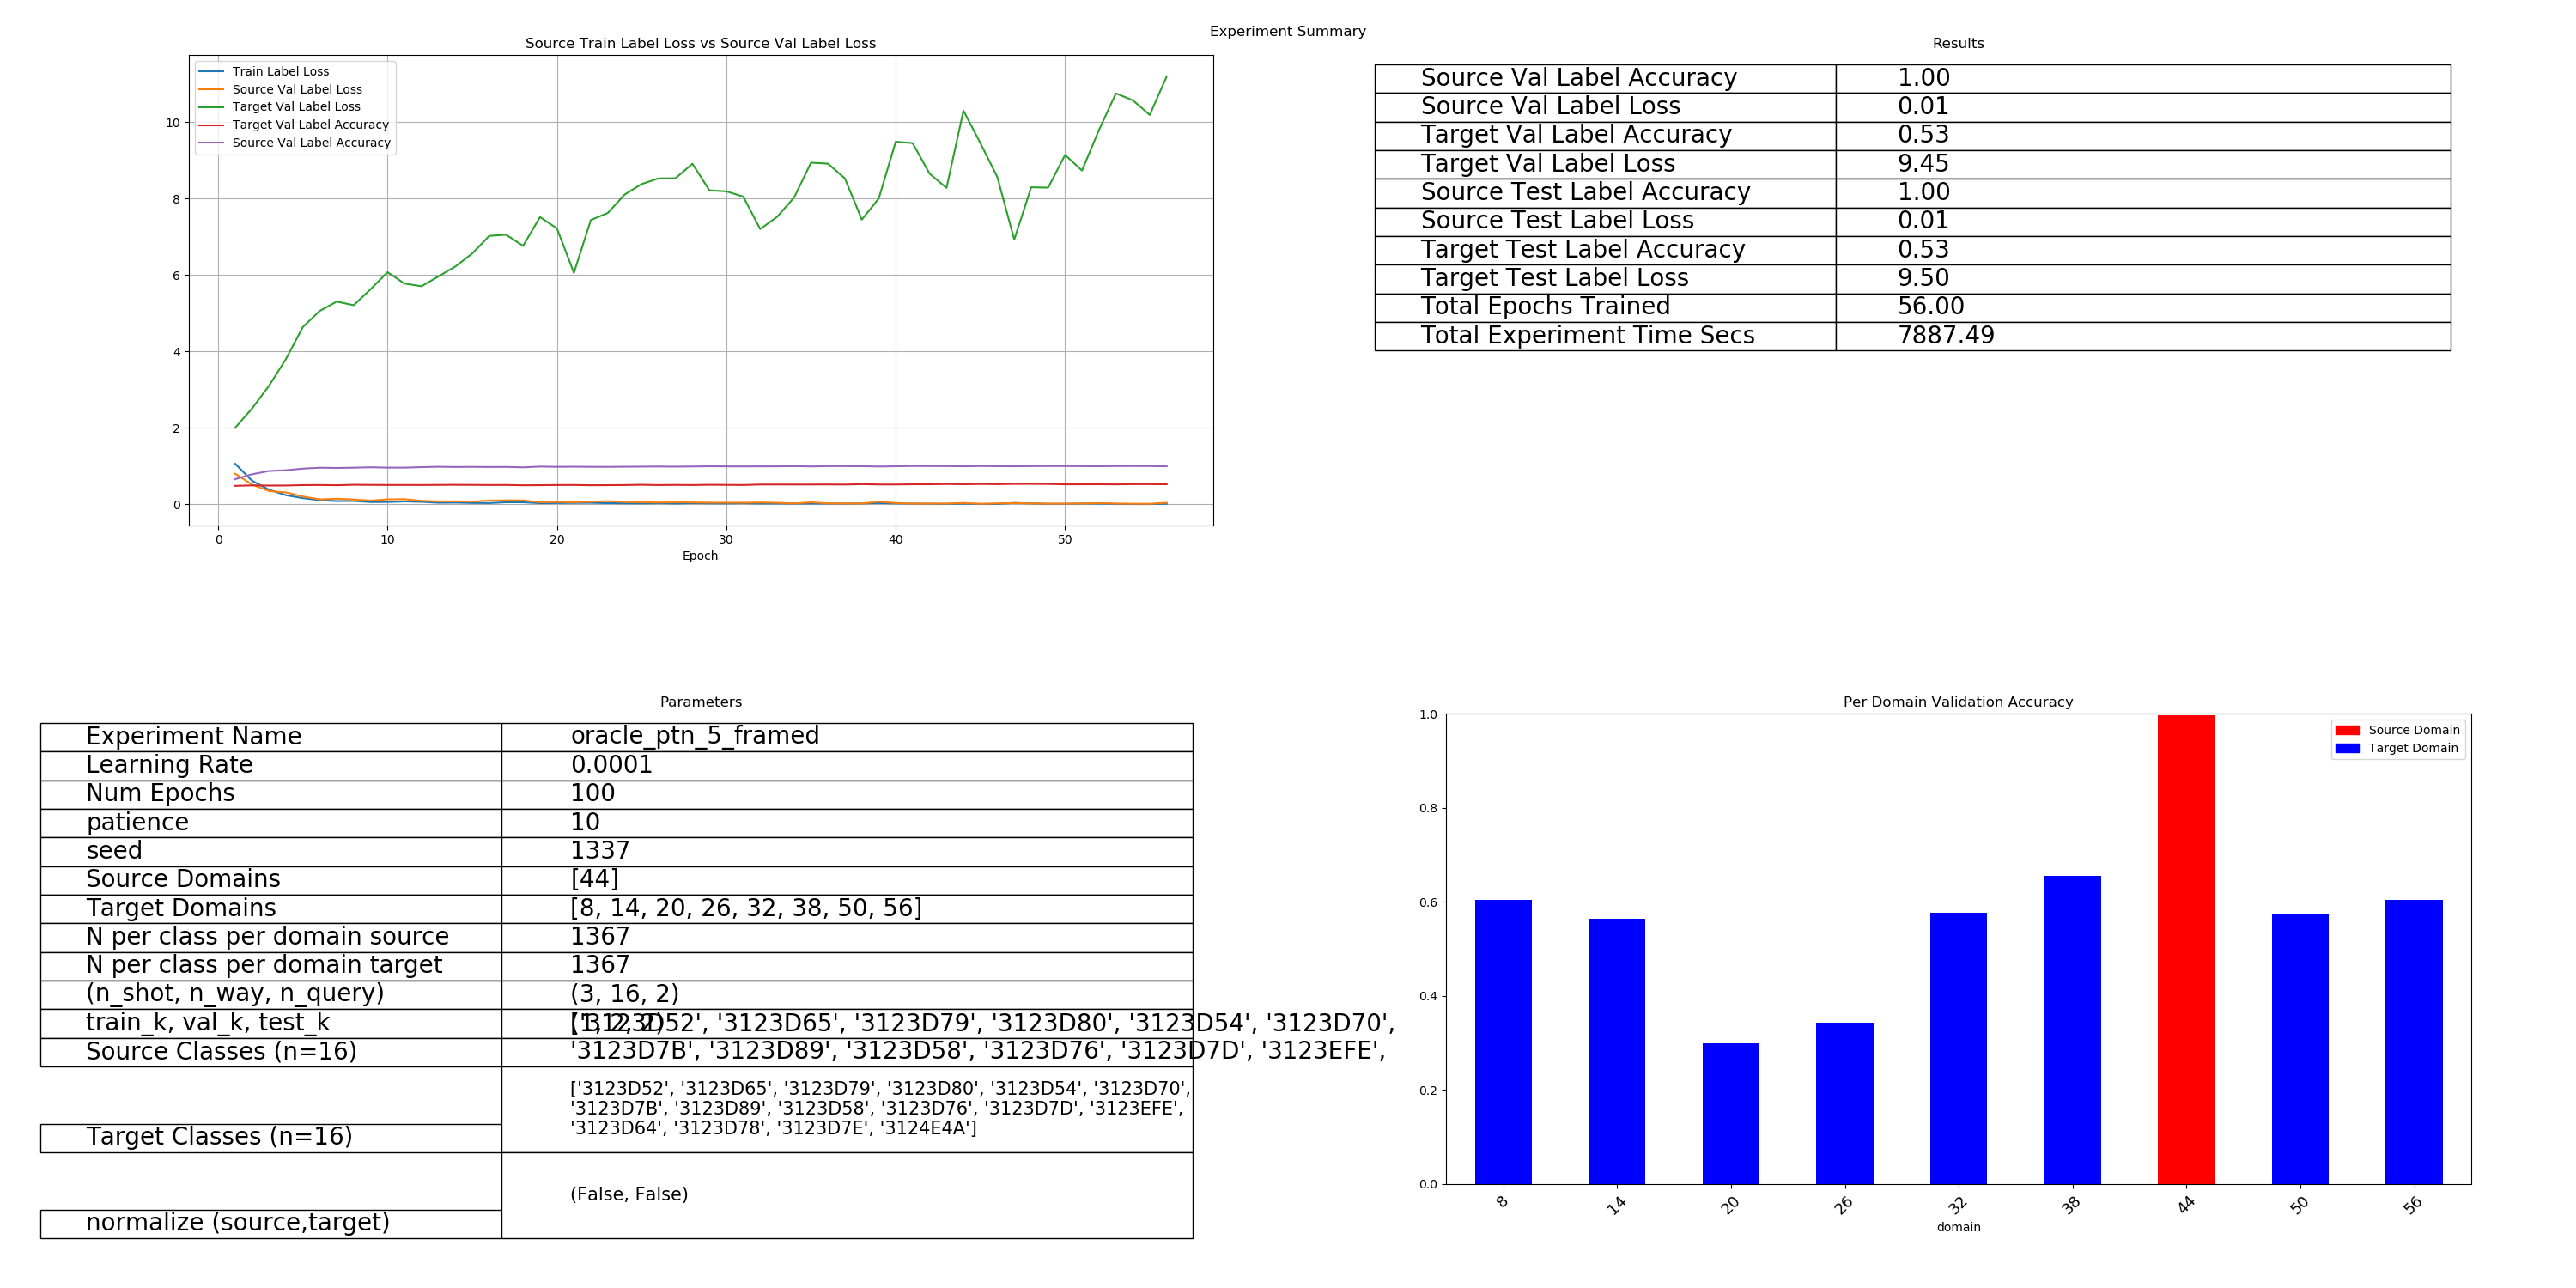 Experiment Summary
Source Train Label Loss vs Source Val Label Loss
Train Label Loss
Source Val Label Loss
Target Val Label Loss
Target Val Label Accuracy
Source Val Label Accuracy
10
8
6
4
2
0
0 10 20 30 40 50
Epoch
Results
Source Val Label Accuracy 1.00
Source Val Label Loss 0.01
Target Val Label Accuracy 0.53
Target Val Label Loss 9.45
Source Test Label Accuracy 1.00
Source Test Label Loss 0.01
Target Test Label Accuracy 0.53
Target Test Label Loss 9.50
Total Epochs Trained 56.00
Total Experiment Time Secs 7887.49
Parameters
Experiment Name oracle_ptn_5_framed
Learning Rate 0.0001
Num Epochs 100
patience 10
seed 1337
Source Domains [44]
Target Domains [8, 14, 20, 26, 32, 38, 50, 56]
N per class per domain source 1367
N per class per domain target 1367
(n_shot, n_way, n_query) (3, 16, 2)
train_k, val_k, test_k '3123D65', '3123D79', '3123D80', '3123D54', '3123D70',
Source Classes (n=16) '3123D7B', '3123D89', '3123D58', '3123D76', '3123D7D', '3123EFE',
['3123D52', '3123D65', '3123D79', '3123D80', '3123D54', '3123D70',
'3123D7B', '3123D89', '3123D58', '3123D76', '3123D7D', '3123EFE',
'3123D64', '3123D78', '3123D7E', '3124E4A']
Target Classes (n=16)
(False, False)
normalize (source,target)
Per Domain Validation Accuracy
Source Domain
Target Domain
1.0
0.8
0.6
0.4
0.2
0.0
8 14 20 26 32 38 44 50 56
domain